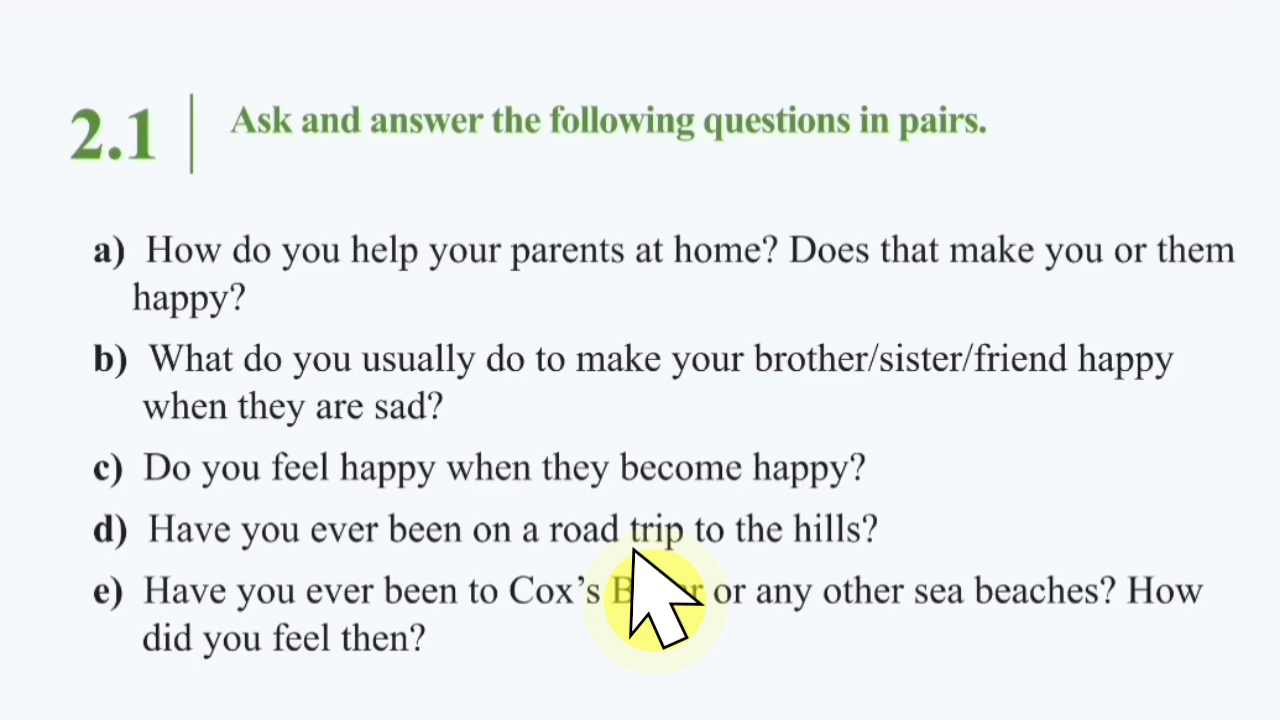 2.1 Ask and answer the following questions in pairs.
a) How do you help your parents at home? Does that make you or them
happy?
b) What do you usually do to make your brother/sister/friend happy
when they are sad?
c) Do you feel happy when they become happy?
d) Have you ever been on a road trip to the hills?
e) Have you ever been to Cox’s or any other sea beaches? How
did you feel then?